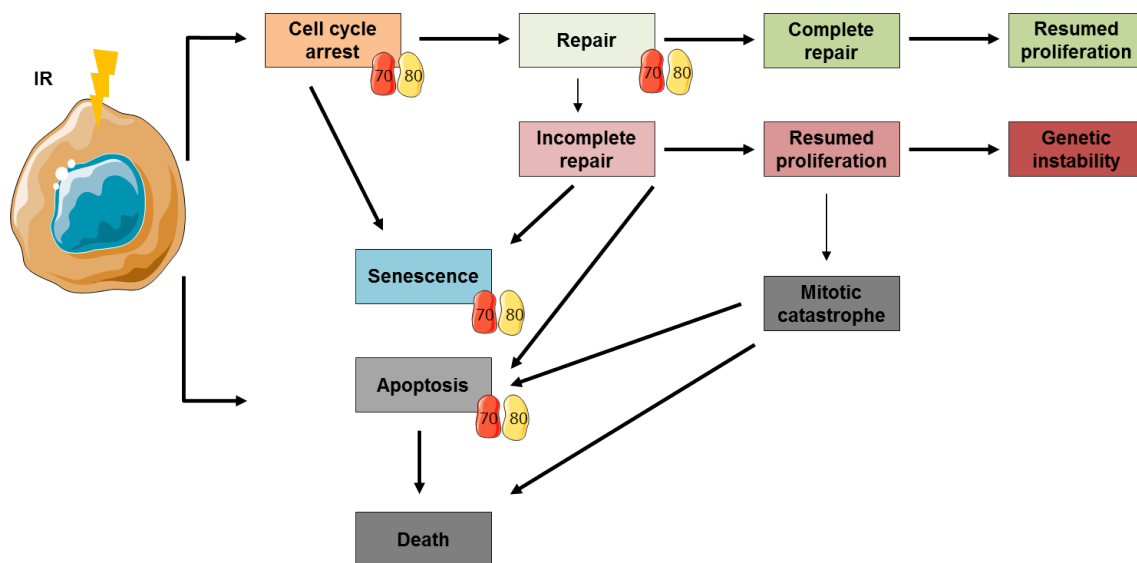 IR
Cell cycle
arrest
70 80
Repair
70 80
Complete
repair
Resumed
proliferation
Incomplete
repair
Resumed
proliferation
Genetic
instability
Senescence
70 80
Mitotic
catastrophe
Apoptosis
70 80
Death